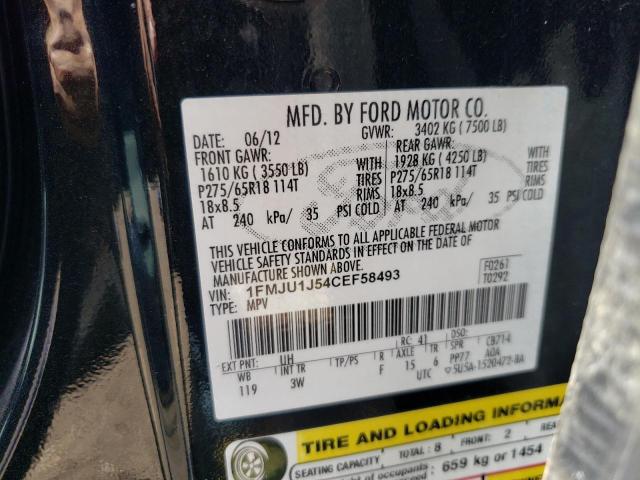 MFD. BY FORD MOTOR CO.
DATE: 06/12 GVWR: 3402 KG ( 7500 LB)
FRONT GAWR: REAR GAWR:
1610 KG ( 3550 LB) WITH 1928 KG ( 4250 LB) WITH
P275/65R18 114T TIRES P275/65R18 114T TIRES
18x8.5 RIMS 18x8.5 RIMS
AT 240 kPa/ 35 PSI COLD AT 240 kPa/ 35 PSI COLD
Ford
THIS VEHICLE CONFORMS TO ALL APPLICABLE FEDERAL MOTOR
VEHICLE SAFETY STANDARDS IN EFFECT ON THE DATE OF
MANUFACTURE SHOWN ABOVE.
VIN: 1FMJU1J54CEF58493 F0261
TYPE: MPV T0292
RC: 41 DSO:
EXT PNT: UH AXLE TR SPR CB714
WB INT TR TP/PS R 15 6 PP77 A0A
119 3W F UTC 5U5A-1520472-BA
TIRE AND LOADING INFORMA
SEATING CAPACITY TOTAL: 8 FRONT: 2 REA
of occupants 659 kg or 1454